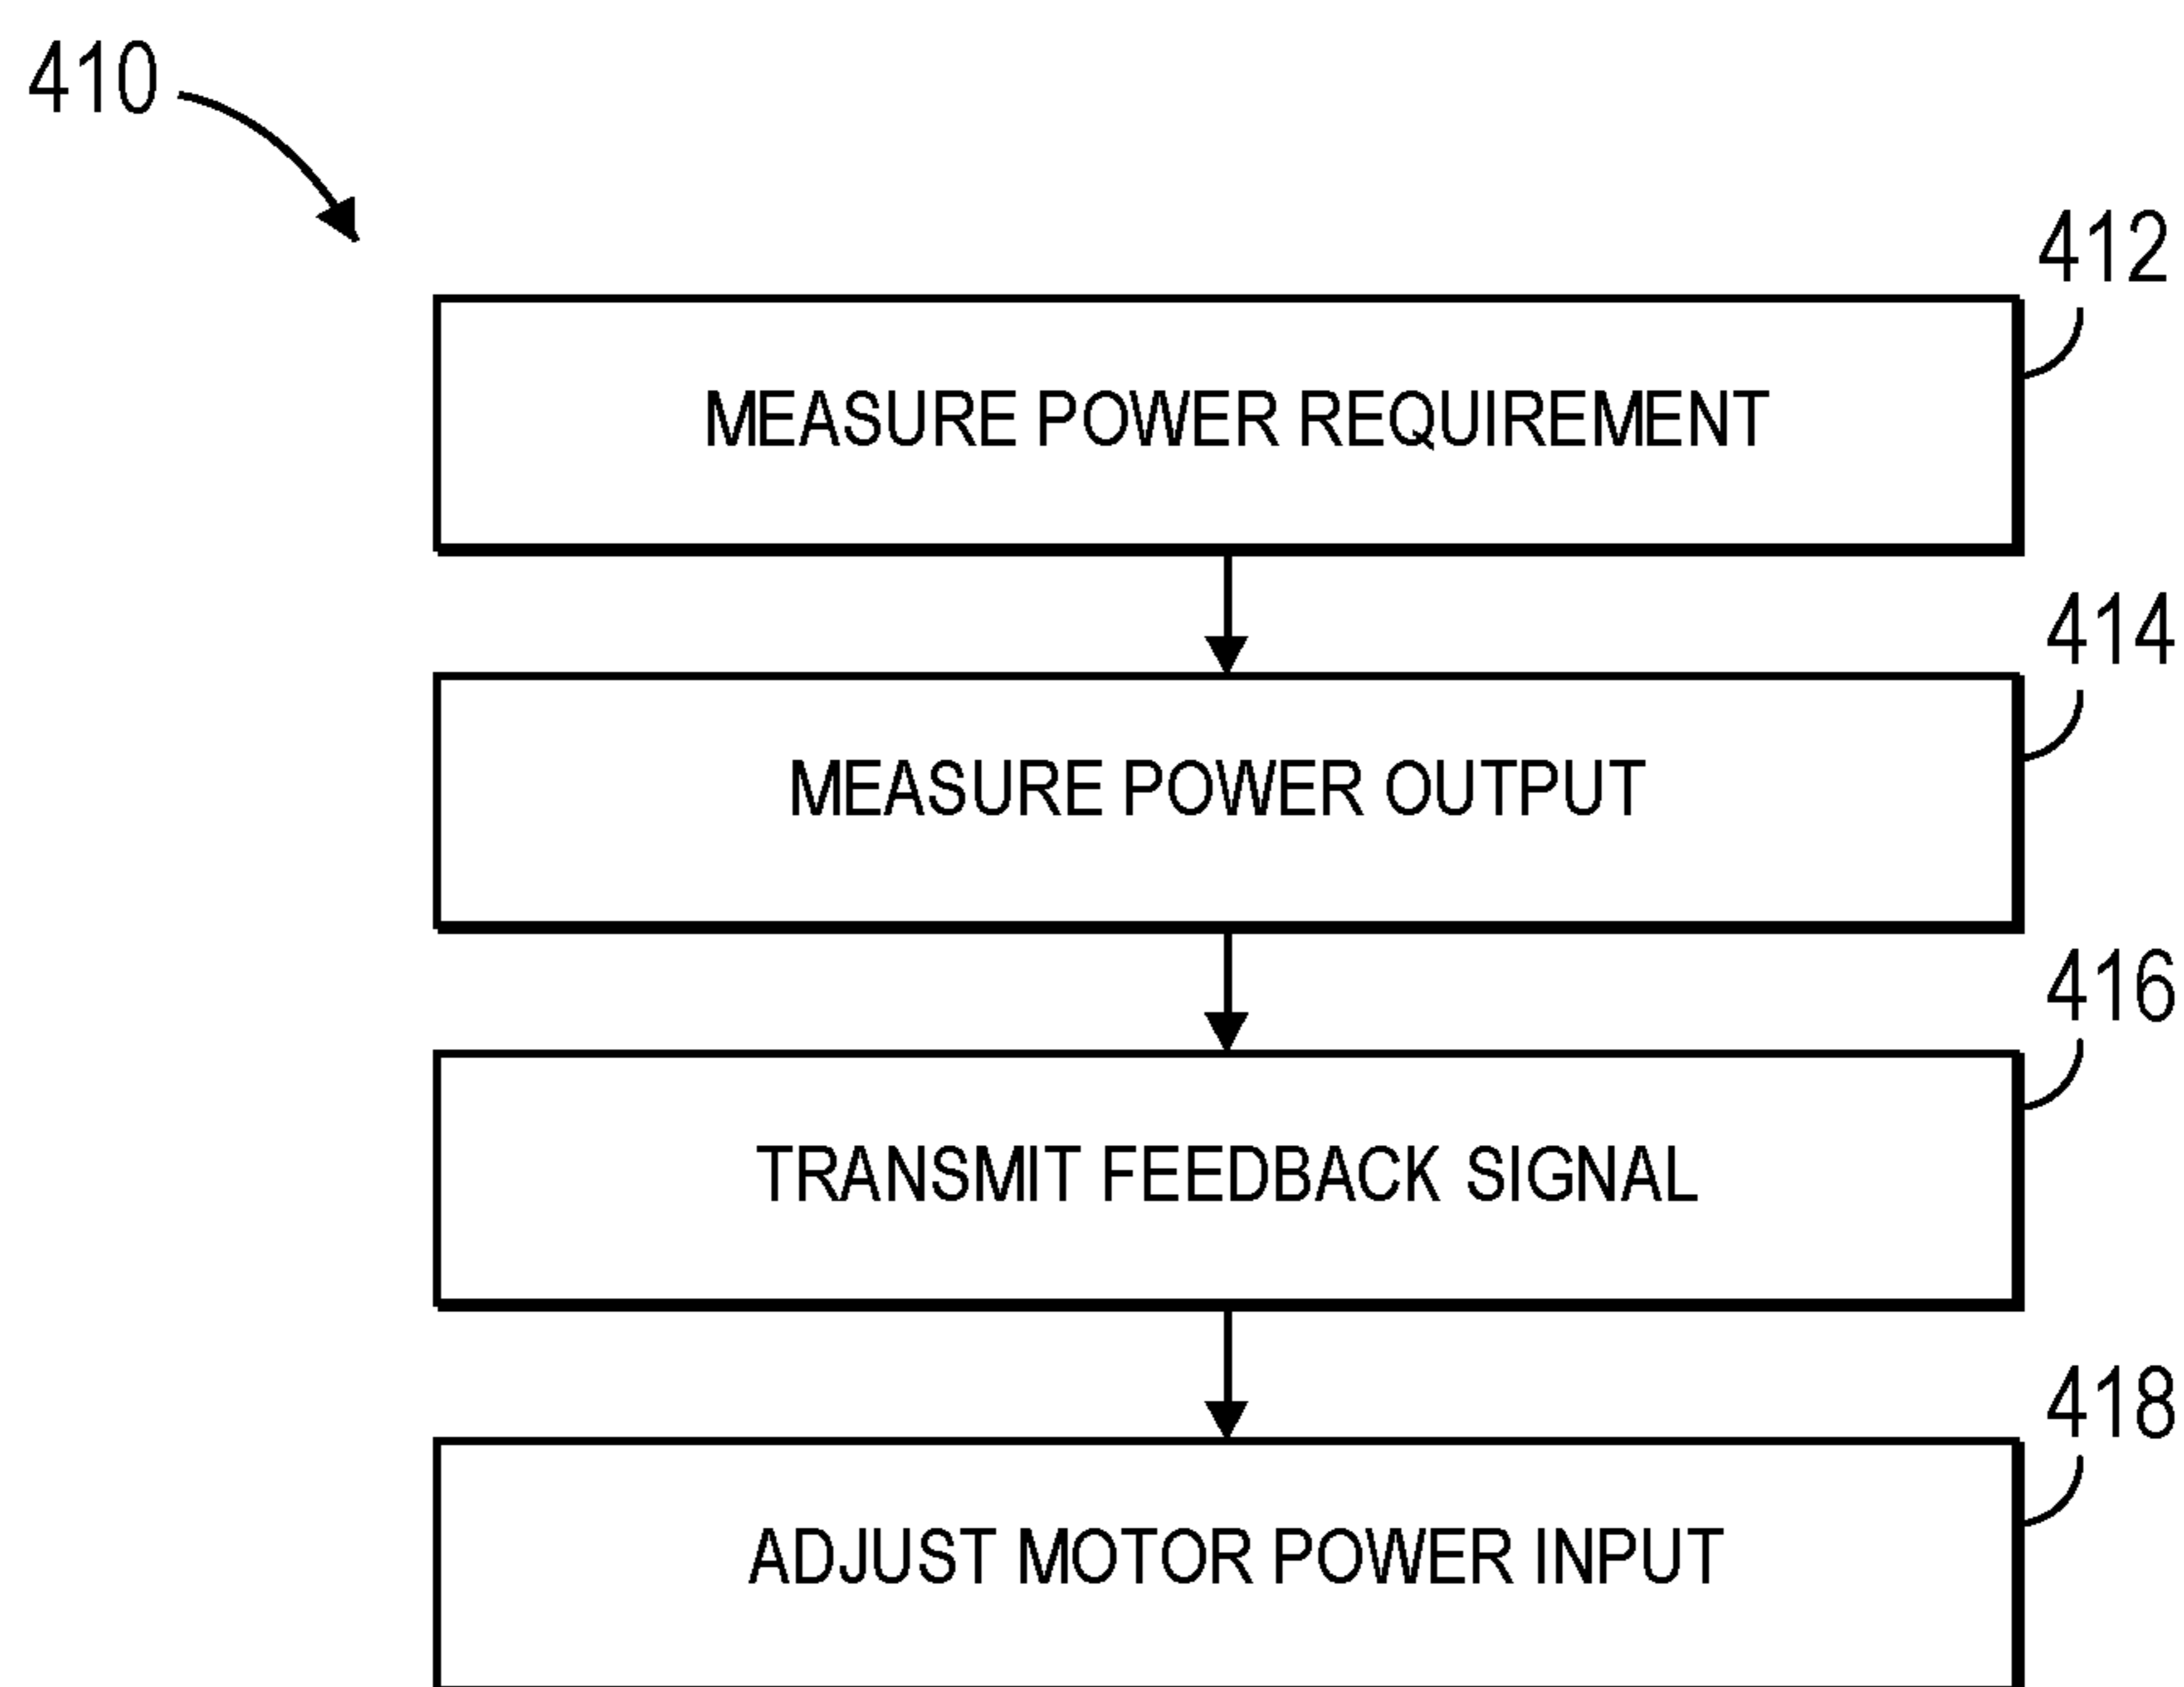 410
412
MEASURE POWER REQUIREMENT
414
MEASURE POWER OUTPUT
416
TRANSMIT FEEDBACK SIGNAL
418
ADJUST MOTOR POWER INPUT